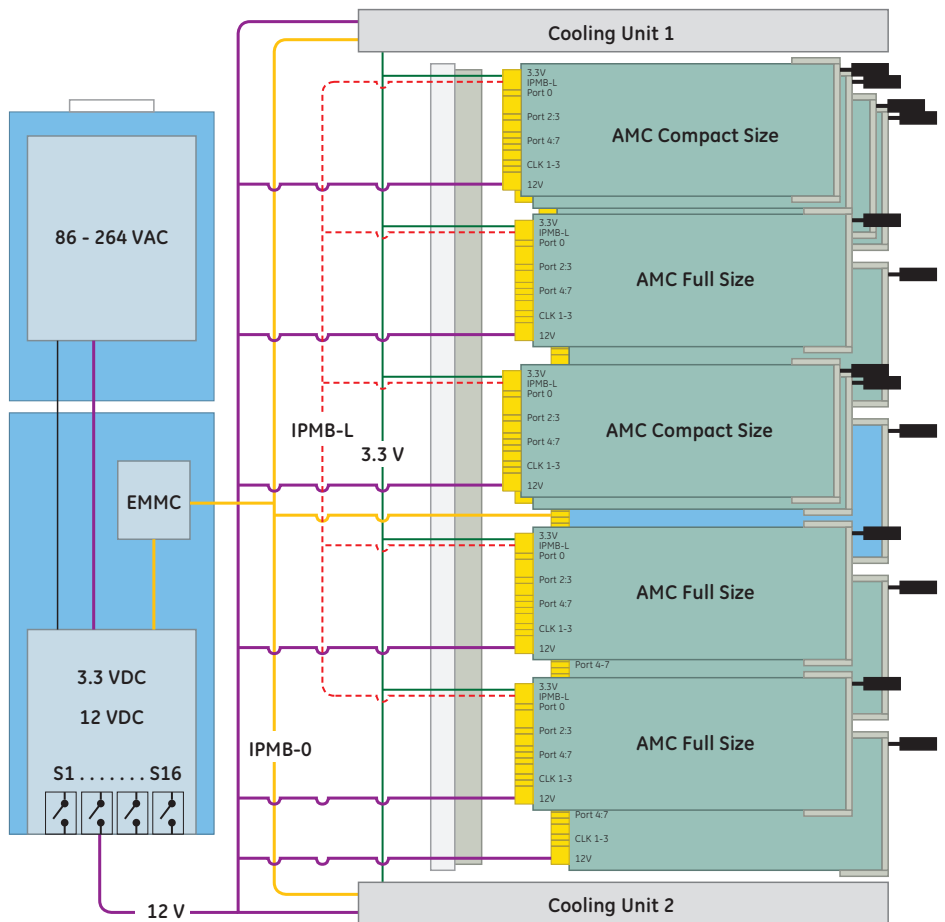 Cooling Unit 1
3.3V
IPMB-L
Port 0
Port 2:3
Port 4:7
CLK 1-3
12V
AMC Compact Size
86 - 264 VAC
3.3V
IPMB-L
Port 0
Port 2:3
Port 4:7
CLK 1-3
12V
AMC Full Size
3.3V
IPMB-L
Port 0
Port 2:3
Port 4:7
CLK 1-3
12V
AMC Compact Size
IPMB-L
3.3 V
EMMC
3.3V
IPMB-L
Port 0
Port 2:3
Port 4:7
CLK 1-3
12V
AMC Full Size
Port 4-7
3.3 VDC
12 VDC
S1 . . . . . . . S16
IPMB-0
3.3V
IPMB-L
Port 0
Port 2:3
Port 4:7
CLK 1-3
12V
AMC Full Size
Port 4:7
CLK 1-3
12V
12 V
Cooling Unit 2